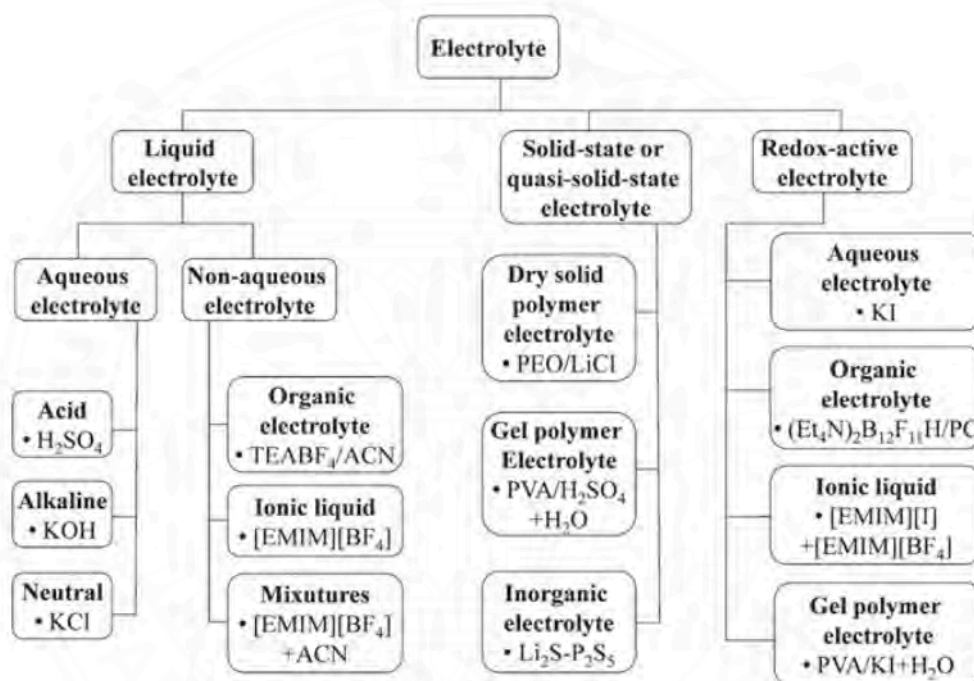 Electrolyte
Liquid
electrolyte
Solid-state or
quasi-solid-state
electrolyte
Redox-active
electrolyte
Aqueous
electrolyte
Non-aqueous
electrolyte
Acid
• H₂SO₄
Alkaline
• KOH
Neutral
• KCl
Organic
electrolyte
• TEABF₄/ACN
Ionic liquid
• [EMIM][BF₄]
Mixutures
• [EMIM][BF₄]
+ACN
Dry solid
polymer
electrolyte
• PEO/LiCl
Gel polymer
Electrolyte
• PVA/H₂SO₄
+H₂O
Inorganic
electrolyte
• Li₂S-P₂S₅
Aqueous
electrolyte
• KI
Organic
electrolyte
• (Et₄N)₂B₁₂F₁₁H/PC
Ionic liquid
• [EMIM][I]
+[EMIM][BF₄]
Gel polymer
electrolyte
• PVA/KI+H₂O